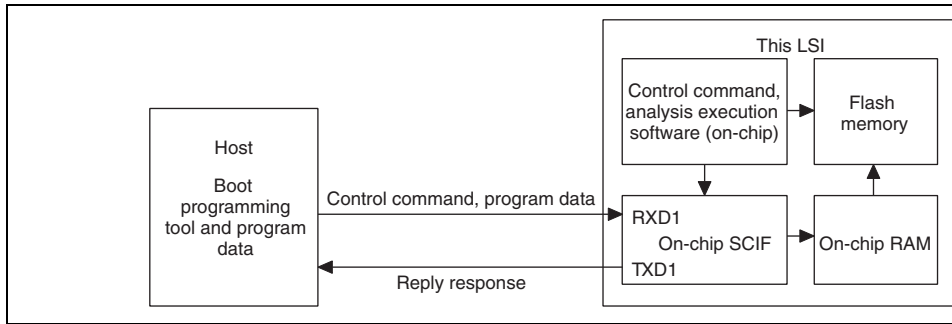 This LSI
Control command,
analysis execution
software (on-chip)
Flash
memory
Host
Boot
programming
tool and program
data
Control command, program data
RXD1
On-chip SCIF
TXD1
On-chip RAM
Reply response